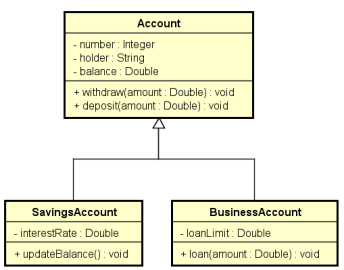 Account
- number : Integer
- holder : String
- balance : Double
+ withdraw(amount : Double) : void
+ deposit(amount : Double) : void
SavingsAccount
- interestRate : Double
+ updateBalance() : void
BusinessAccount
- loanLimit : Double
+ loan(amount : Double) : void